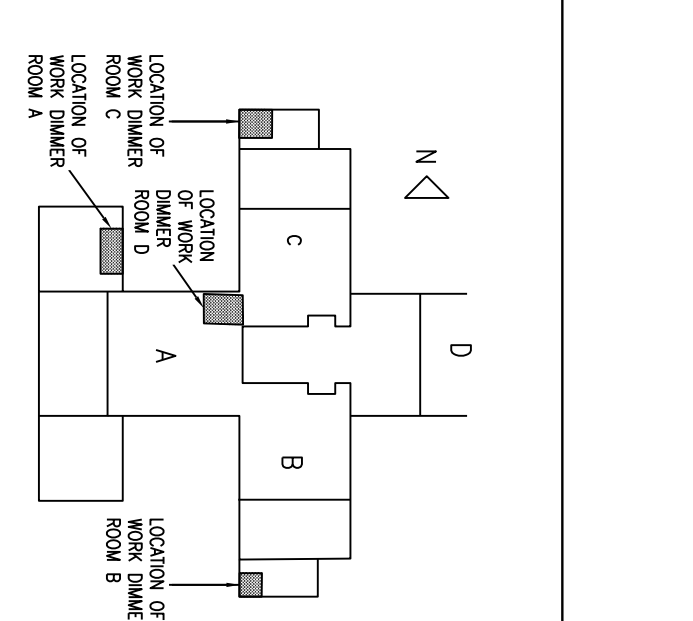 N
D
LOCATION
OF WORK
DIMMER
ROOM D
C
A
B
LOCATION OF
WORK DIMMER
ROOM C
LOCATION OF
WORK DIMMER
ROOM A
LOCATION OF
WORK DIMME
ROOM B